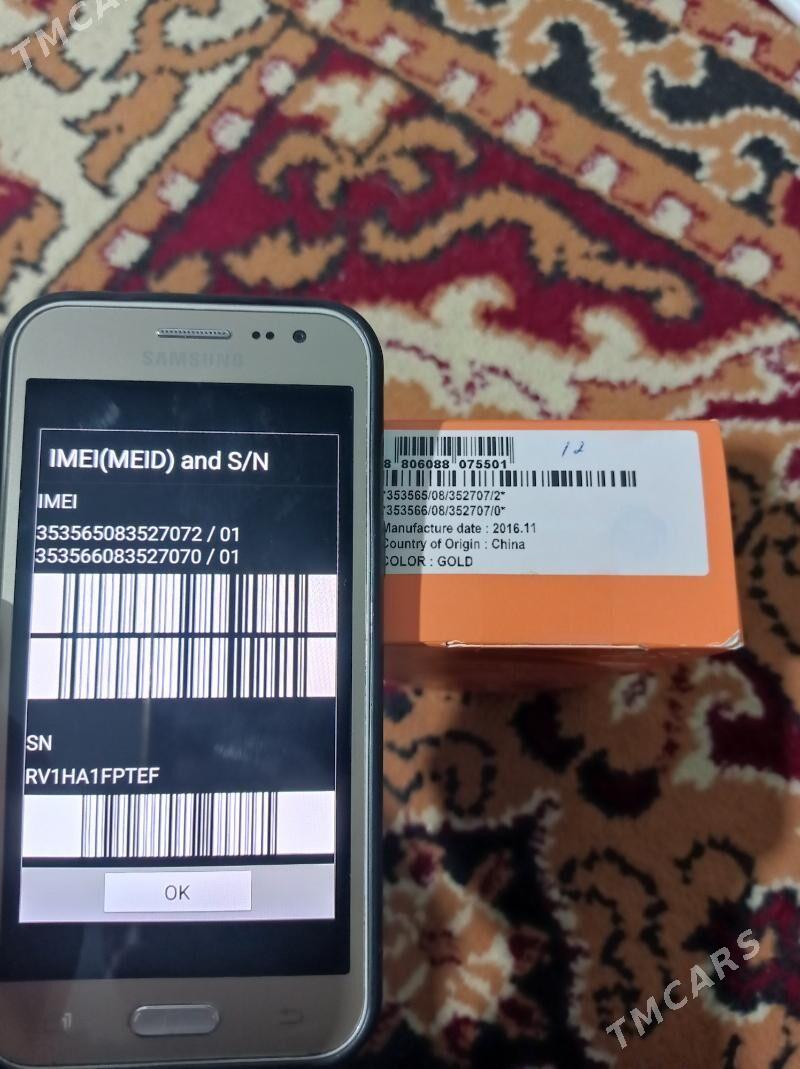 TMCARS
SAMSUNG
IMEI(MEID) and S/N
IMEI
353565083527072 / 01
353566083527070 / 01
SN
RV1HA1FPTEF
OK
8 806088 075501
12
*353565/08/352707/2*
*353566/08/352707/0*
Manufacture date : 2016.11
Country of Origin : China
COLOR : GOLD
TMCARS